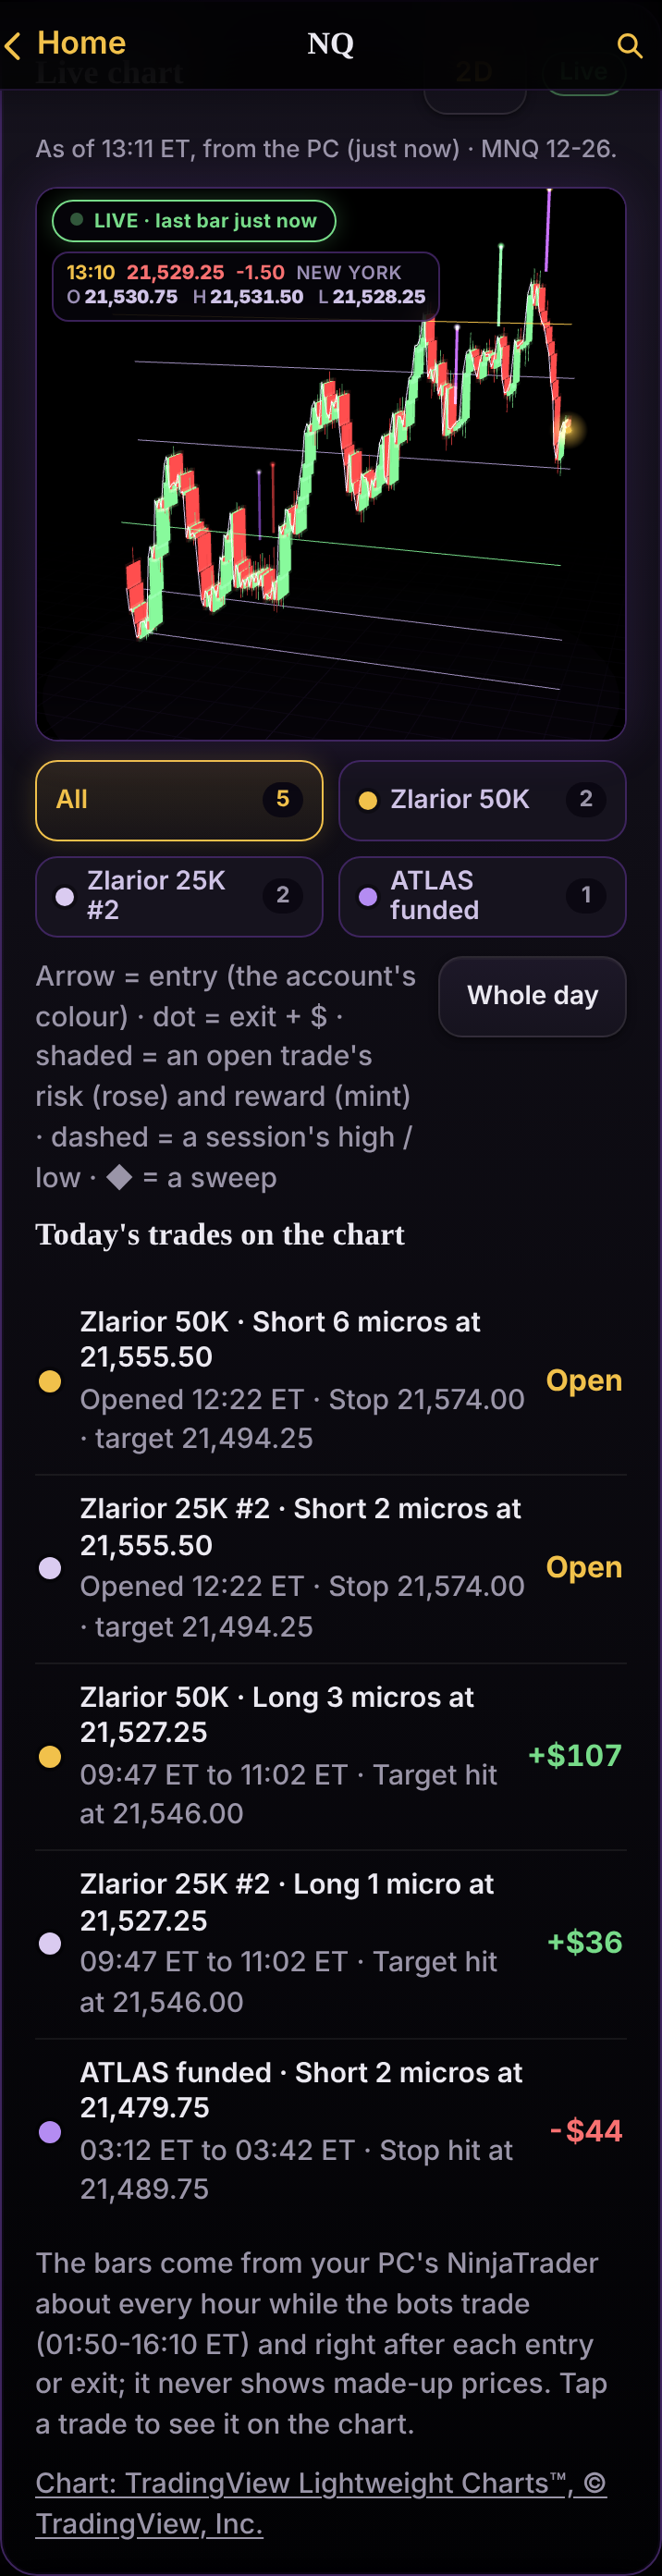 Home
NQ
Live chart
2D
Live
As of 13:11 ET, from the PC (just now) · MNQ 12-26.
LIVE · last bar just now
13:10 21,529.25 -1.50 NEW YORK
O 21,530.75 H 21,531.50 L 21,528.25
All 5
Zlarior 50K 2
Zlarior 25K
#2
2
ATLAS
funded
1
Arrow = entry (the account's
colour) · dot = exit + $ ·
shaded = an open trade's
risk (rose) and reward (mint)
· dashed = a session's high /
low · ◆ = a sweep
Whole day
Today's trades on the chart
Zlarior 50K · Short 6 micros at
21,555.50
Opened 12:22 ET · Stop 21,574.00
· target 21,494.25
Open
Zlarior 25K #2 · Short 2 micros at
21,555.50
Opened 12:22 ET · Stop 21,574.00
· target 21,494.25
Open
Zlarior 50K · Long 3 micros at
21,527.25
09:47 ET to 11:02 ET · Target hit
at 21,546.00
+$107
Zlarior 25K #2 · Long 1 micro at
21,527.25
09:47 ET to 11:02 ET · Target hit
at 21,546.00
+$36
ATLAS funded · Short 2 micros at
21,479.75
03:12 ET to 03:42 ET · Stop hit at
21,489.75
-$44
The bars come from your PC's NinjaTrader
about every hour while the bots trade
(01:50-16:10 ET) and right after each entry
or exit; it never shows made-up prices. Tap
a trade to see it on the chart.
Chart: TradingView Lightweight Charts™, ©
TradingView, Inc.